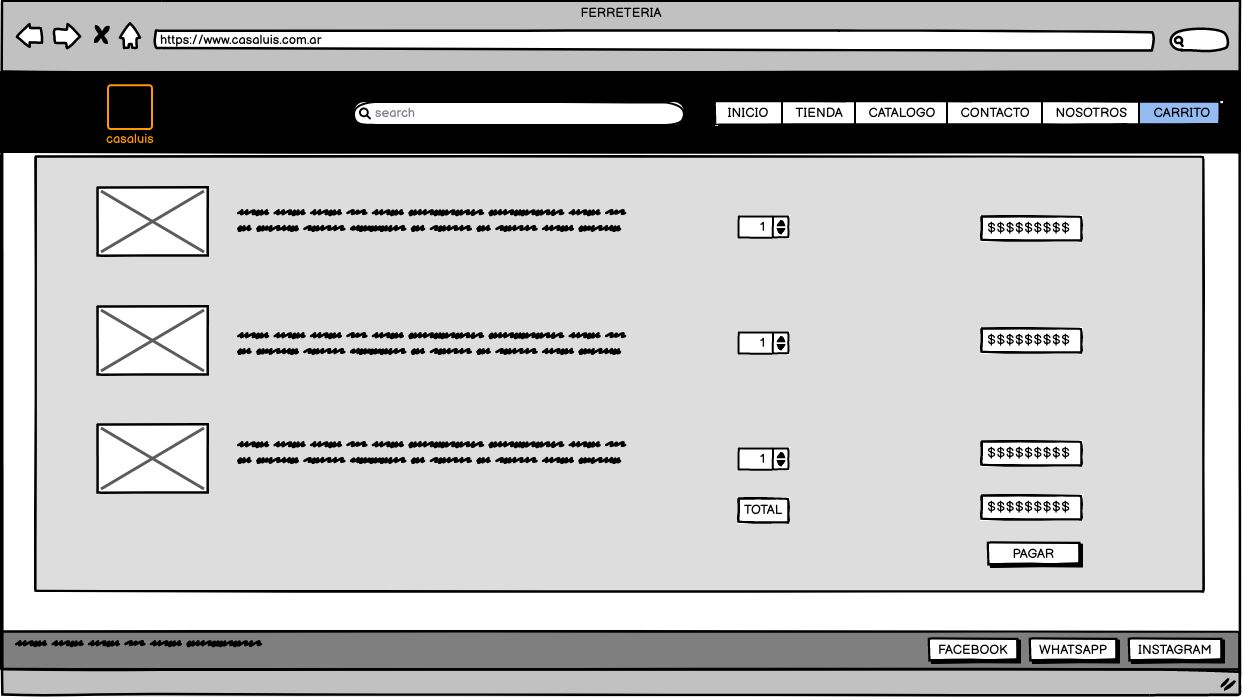 FERRETERIA
https://www.casaluis.com.ar
search
INICIO TIENDA CATALOGO CONTACTO NOSOTROS CARRITO
casaluis
1 $$$$$$$$$
1 $$$$$$$$$
1 $$$$$$$$$
TOTAL $$$$$$$$$
PAGAR
FACEBOOK WHATSAPP INSTAGRAM